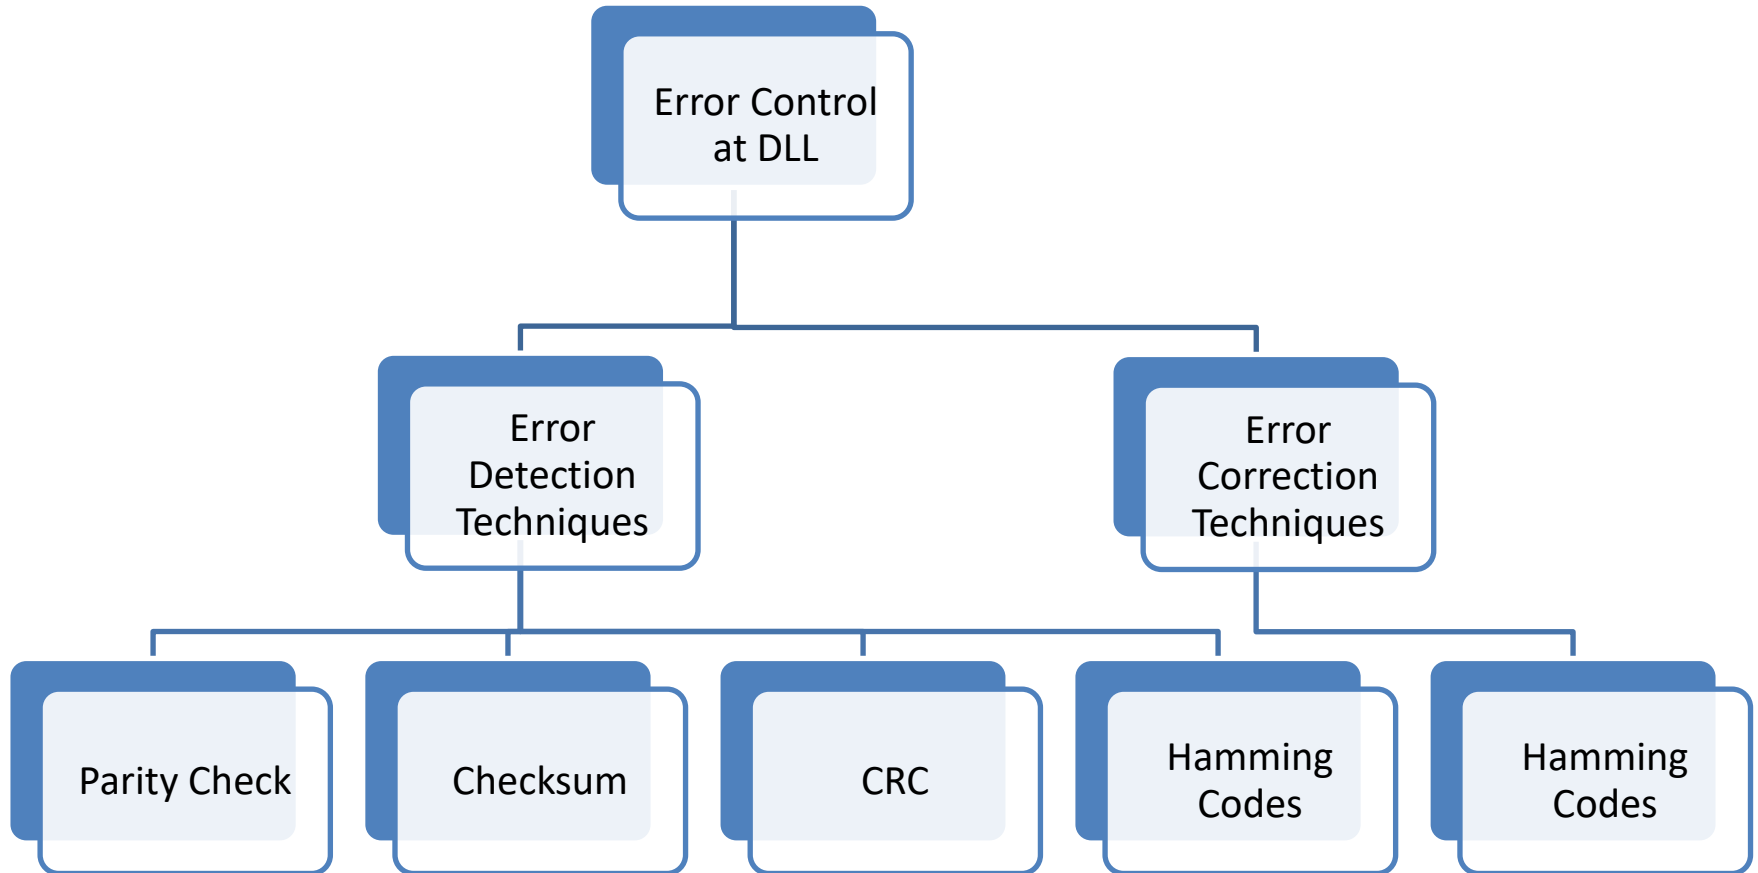 Error Control
at DLL
Error
Detection
Techniques
Error
Correction
Techniques
Parity Check
Checksum
CRC
Hamming
Codes
Hamming
Codes